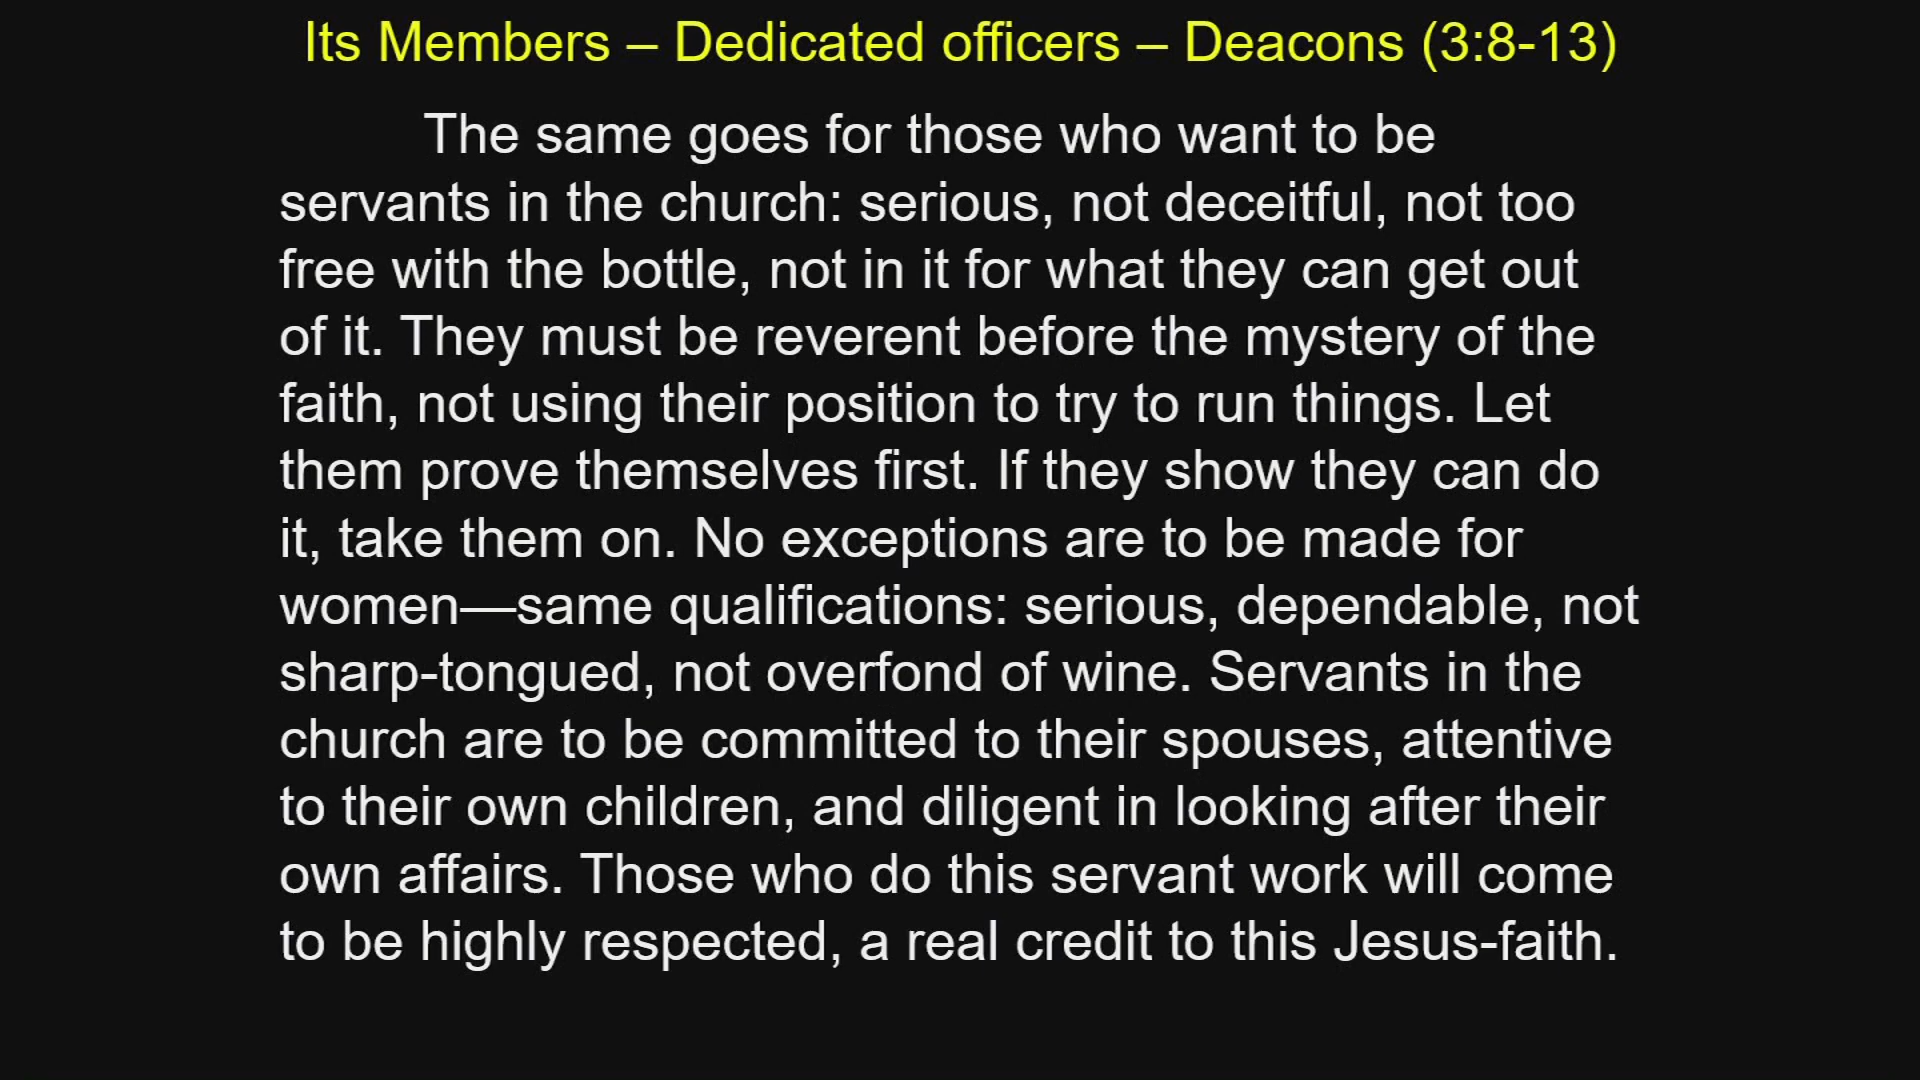 Its Members – Dedicated officers – Deacons (3:8-13)
The same goes for those who want to be
servants in the church: serious, not deceitful, not too
free with the bottle, not in it for what they can get out
of it. They must be reverent before the mystery of the
faith, not using their position to try to run things. Let
them prove themselves first. If they show they can do
it, take them on. No exceptions are to be made for
women—same qualifications: serious, dependable, not
sharp-tongued, not overfond of wine. Servants in the
church are to be committed to their spouses, attentive
to their own children, and diligent in looking after their
own affairs. Those who do this servant work will come
to be highly respected, a real credit to this Jesus-faith.